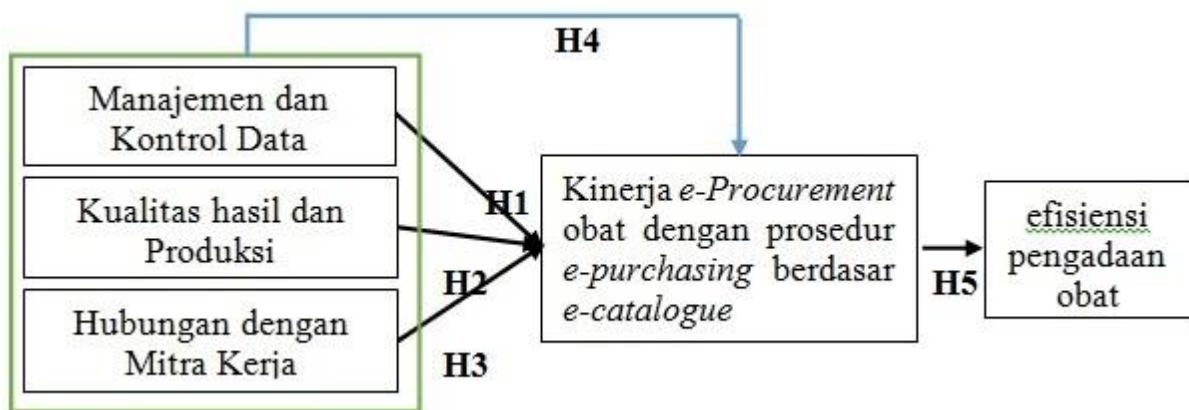 H4
Manajemen dan
Kontrol Data
Kualitas hasil dan
Produksi
Hubungan dengan
Mitra Kerja
H1
H2
H3
Kinerja e-Procurement
obat dengan prosedur
e-purchasing berdasar
e-catalogue
H5
efisiensi
pengadaan
obat